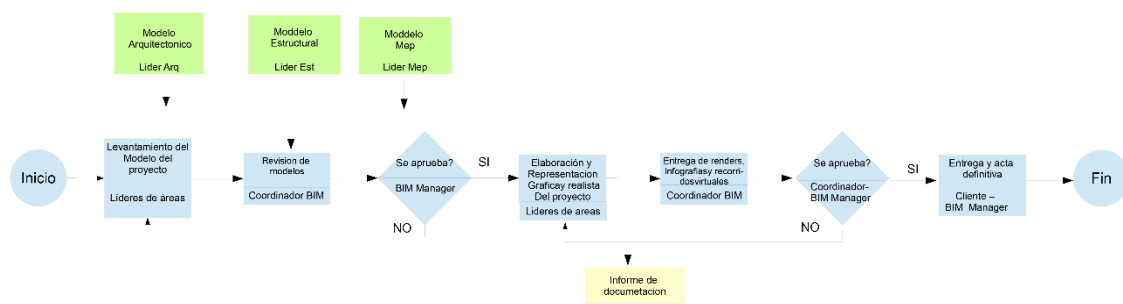 Modelo
Arquitectonico
Lider Arq
Moddelo
Estructural
Lider Est
Moddelo
Mep
Lider Mep
Inicio
Levantamiento del
Modelo del
proyecto
Líderes de áreas
Revision de
modelos
Coordinador BIM
Se aprueba?
BIM Manager
SI
NO
Elaboración y
Representacion
Graficay realista
Del proyecto
Lideres de areas
Entrega de renders,
Infografiasy recorri-
dosvirtuales
Coordinador BIM
Se aprueba?
Coordinador-
BIM Manager
SI
NO
Entrega y acta
definitiva
Cliente –
BIM Manager
Fin
Informe de
documetacion